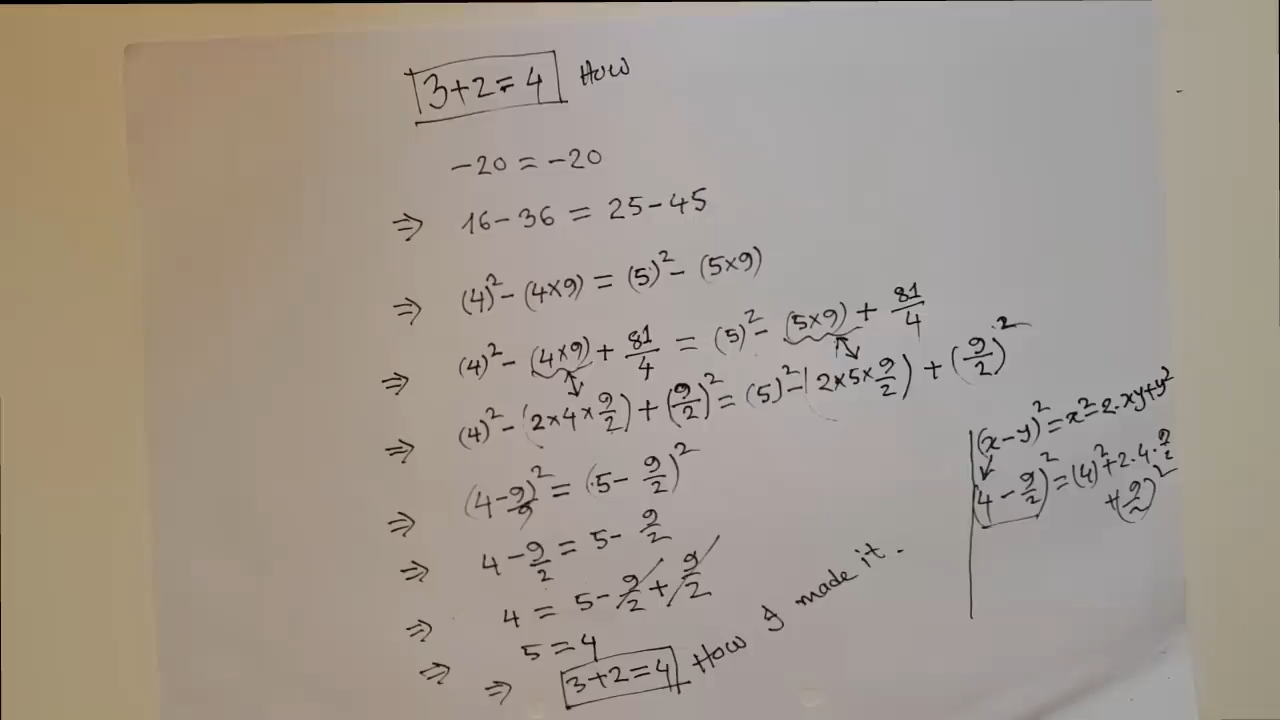 3+2=4 How
-20 = -20
⇒ 16-36 = 25-45
⇒ (4)² - (4×9) = (5)² - (5×9)
⇒ (4)² - (4×9) + 81/4 = (5)² - (5×9) + 81/4
⇒ (4)² - (2×4×9/2) + (9/2)² = (5)² - (2×5×9/2) + (9/2)²
⇒ (4-9/2)² = (5-9/2)²
⇒ 4-9/2 = 5-9/2
⇒ 4 = 5-9/2+9/2
⇒ 5=4
⇒ 3+2=4 How I made it.
(x-y)² = x²-2.xy+y²
(4-9/2)² = (4)²+2.4.9/2
+(9/2)²